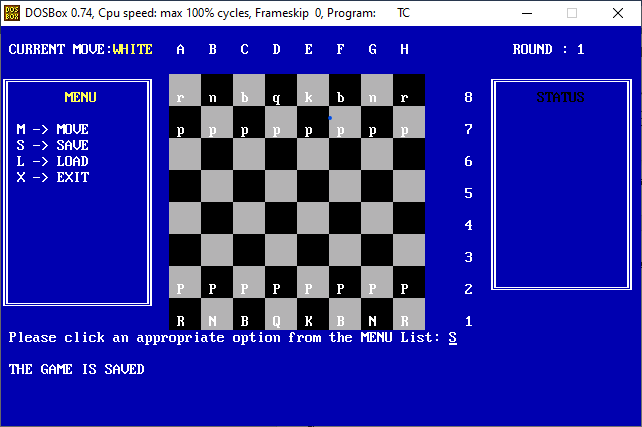 DOS BOX DOSBox 0.74, Cpu speed: max 100% cycles, Frameskip 0, Program: TC
CURRENT MOVE:WHITE A B C D E F G H ROUND : 1
MENU r n b q k b n r 8 STATUS
M -> MOVE p p p p p p p p 7
S -> SAVE
L -> LOAD 6
X -> EXIT
5
4
3
P P P P P P P P 2
R N B Q K B N R 1
Please click an appropriate option from the MENU List: S
THE GAME IS SAVED